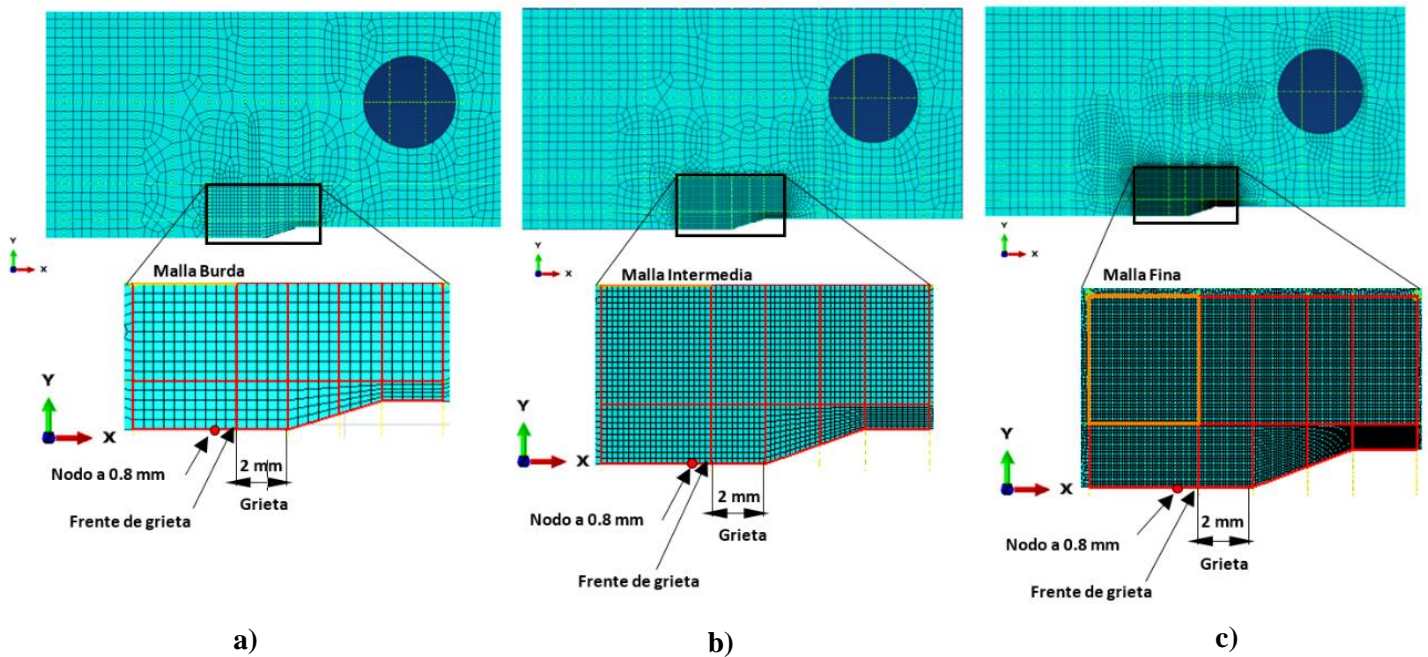 Y
X
Malla Burda
Y
X
Nodo a 0.8 mm
2 mm
Grieta
Frente de grieta
a)
Y
X
Malla Intermedia
Y
X
Nodo a 0.8 mm
2 mm
Grieta
Frente de grieta
b)
Y
X
Malla Fina
Y
X
Nodo a 0.8 mm
2 mm
Grieta
Frente de grieta
c)